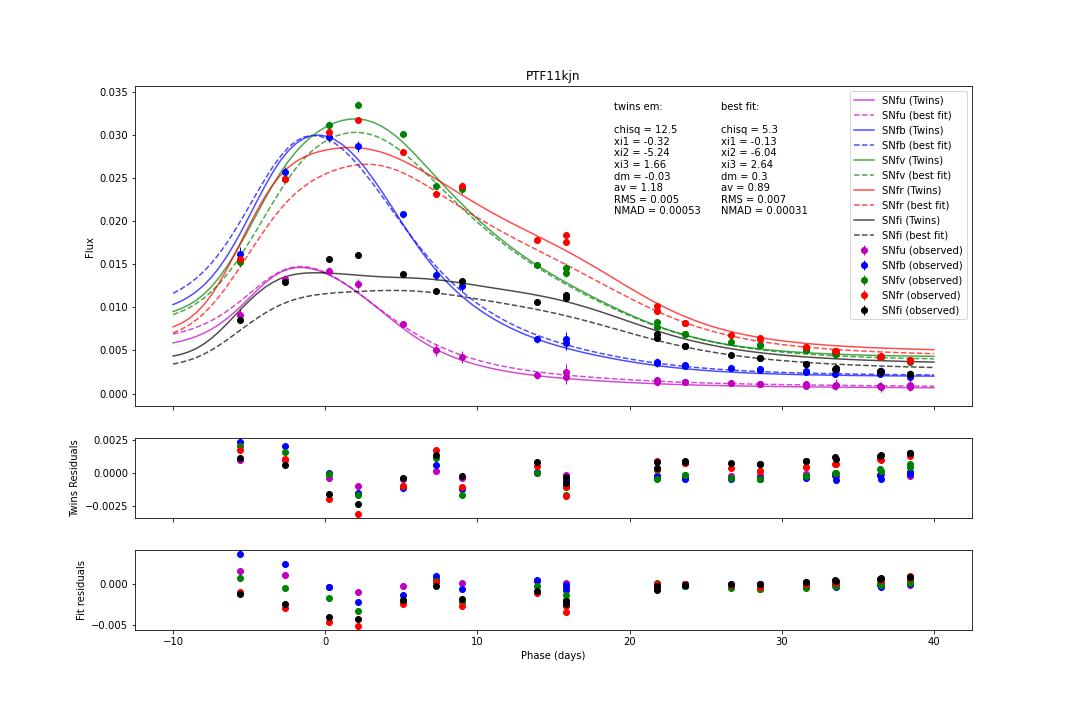 PTF11kjn
0.035
0.030
0.025
0.020
0.015
0.010
0.005
0.000
Flux
twins em:
chisq = 12.5
xi1 = -0.32
xi2 = -5.24
xi3 = 1.66
dm = -0.03
av = 1.18
RMS = 0.005
NMAD = 0.00053
best fit:
chisq = 5.3
xi1 = -0.13
xi2 = -6.04
xi3 = 2.64
dm = 0.3
av = 0.89
RMS = 0.007
NMAD = 0.00031
SNfu (Twins)
SNfu (best fit)
SNfb (Twins)
SNfb (best fit)
SNfv (Twins)
SNfv (best fit)
SNfr (Twins)
SNfr (best fit)
SNfi (Twins)
SNfi (best fit)
SNfu (observed)
SNfb (observed)
SNfv (observed)
SNfr (observed)
SNfi (observed)
0.0025
0.0000
−0.0025
Twins Residuals
0.000
−0.005
Fit residuals
−10
0
10
20
30
40
Phase (days)